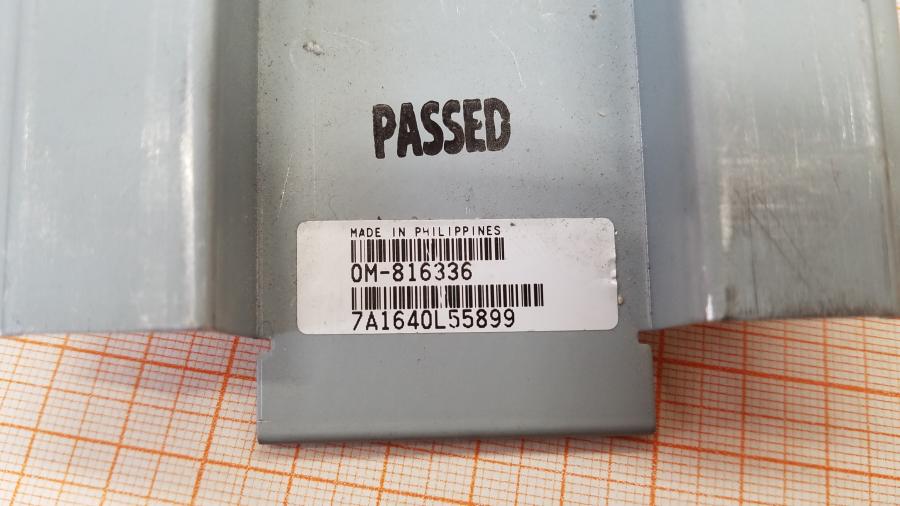 PASSED
MADE IN PHILIPPINES
0M-816336
7A1640L55899